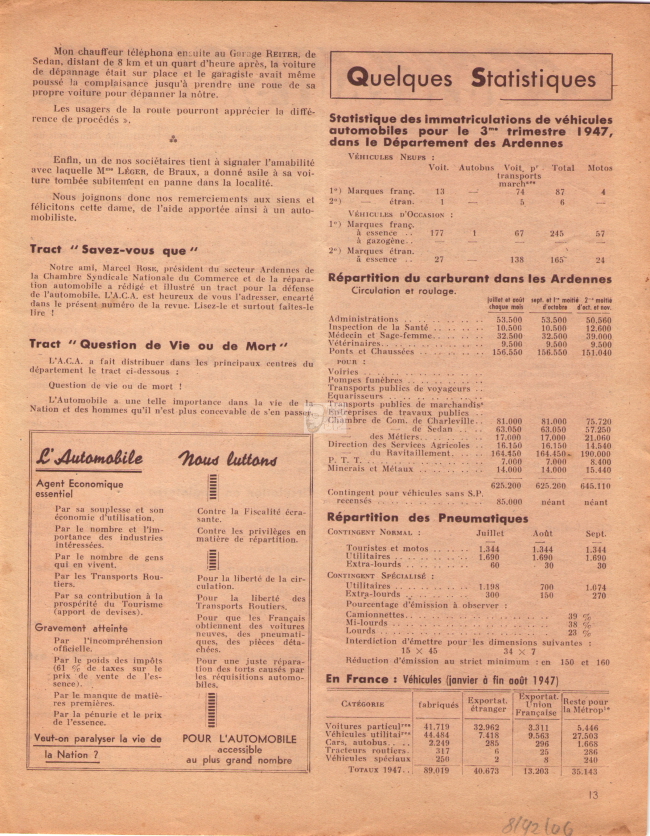 Mon chauffeur téléphona ensuite au Garage REITER, de
Sedan, distant de 8 km et un quart d'heure après, la voiture
de dépannage était sur place et le garagiste avait même
poussé la complaisance jusqu'à prendre une roue de sa
propre voiture pour dépanner la nôtre.
Les usagers de la route pourront apprécier la diffé-
rence de procédés ».
Enfin, un de nos sociétaires tient à signaler l'amabilité
avec laquelle Mme LÉGER, de Braux, a donné asile à sa voi-
ture tombée subitement en panne dans la localité.
Nous joignons donc nos remerciements aux siens et
félicitons cette dame, de l'aide apportée ainsi à un auto-
mobiliste.
Tract "Savez-vous que"
Notre ami, Marcel ROSE, président du secteur Ardennes de
la Chambre Syndicale Nationale du Commerce et de la répara-
tion automobile a rédigé et illustré un tract pour la défense
de l'automobile. L'A.C.A. est heureux de vous l'adresser, encarté
dans le présent numéro de la revue. Lisez-le et surtout faites-le
lire !
Tract "Question de Vie ou de Mort"
L'A.C.A. a fait distribuer dans les principaux centres du
département le tract ci-dessous :
Question de vie ou de mort !
L'Automobile a une telle importance dans la vie de la
Nation et des hommes qu'il n'est plus concevable de s'en passer.
L'Automobile
Agent Economique
essentiel
Par sa souplesse et son
économie d'utilisation.
Par le nombre et l'im-
portance des industries
intéressées.
Par le nombre de gens
qui en vivent.
Par les Transports Rou-
tiers.
Par sa contribution à la
prospérité du Tourisme
(apport de devises).
Gravement atteinte
Par l'incompréhension
officielle.
Par le poids des impôts
(61 % de taxes sur le
prix de vente de l'es-
sence).
Par le manque de matiè-
res premières.
Par la pénurie et le prix
de l'essence.
Veut-on paralyser la vie de
la Nation ?
Nous luttons
Contre la Fiscalité écra-
sante.
Contre les privilèges en
matière de répartition.
Pour la liberté de la cir-
culation.
Pour la liberté des
Transports Routiers.
Pour que les Français
obtiennent des voitures
neuves, des pneumati-
ques, des pièces déta-
chées.
Pour une juste répara-
tion des torts causés par
les réquisitions automo-
biles.
POUR L'AUTOMOBILE
accessible
au plus grand nombre
Quelques Statistiques
Statistique des immatriculations de véhicules
automobiles pour le 3me trimestre 1947,
dans le Département des Ardennes
VÉHICULES NEUFS :
Voit. Autobus Voit. pr transports march. Total Motos
1°) Marques franç. 13 — 74 87 4
2°) — étran. 1 — 5 6 —
VÉHICULES D'OCCASION :
1°) Marques franç.
à essence .. 177 1 67 245 57
à gazogène.. — — — — —
2°) Marques étran.
à essence .. 27 — 138 165 24
Répartition du carburant dans les Ardennes
Circulation et roulage.
juillet et août chaque mois sept. et 1re moitié d'octobre 2me moitié d'oct. et nov.
Administrations 53.500 53.500 50.560
Inspection de la Santé 10.500 10.500 12.600
Médecin et Sage-femme 32.500 32.500 39.000
Vétérinaires 9.500 9.500 9.500
Ponts et Chaussées 156.550 156.550 151.040
POUR :
Voiries
Pompes funèbres
Transports publics de voyageurs
Equarisseurs
Transports publics de marchandis
Entreprises de travaux publics
Chambre de Com. de Charleville. 81.000 81.000 75.720
— de Sedan .. 63.050 63.050 57.250
— des Métiers. 17.000 17.000 21.060
Direction des Services Agricoles 16.150 16.150 14.540
du Ravitaillement. 164.450 164.450 190.000
P. T. T. 7.000 7.000 8.400
Minerais et Métaux 14.000 14.000 15.440
625.200 625.200 645.110
Contingent pour véhicules sans S.P.
recensés 85.000 néant néant
Répartition des Pneumatiques
CONTINGENT NORMAL : Juillet Août Sept.
Touristes et motos 1.344 1.344 1.344
Utilitaires 1.690 1.690 1.690
Extra-lourds 60 30 30
CONTINGENT SPÉCIALISÉ :
Utilitaires 1.198 700 1.074
Extra-lourds 300 150 270
Pourcentage d'émission à observer :
Camionnettes 39 %
Mi-lourds 38 %
Lourds 23 %
Interdiction d'émettre pour les dimensions suivantes :
15 × 45 34 × 7
Réduction d'émission au strict minimum : en 150 et 160
En France : Véhicules (janvier à fin août 1947)
CATÉGORIE fabriqués Exportat. étranger Exportat. Union Française Reste pour la Métrop.
Voitures particul 41.719 32.962 3.311 5.446
Véhicules utilitai 44.484 7.418 9.563 27.503
Cars, autobus 2.249 285 296 1.668
Tracteurs routiers. 317 6 25 286
Véhicules spéciaux 250 2 8 240
TOTAUX 1947 89.019 40.673 13.203 35.143
13